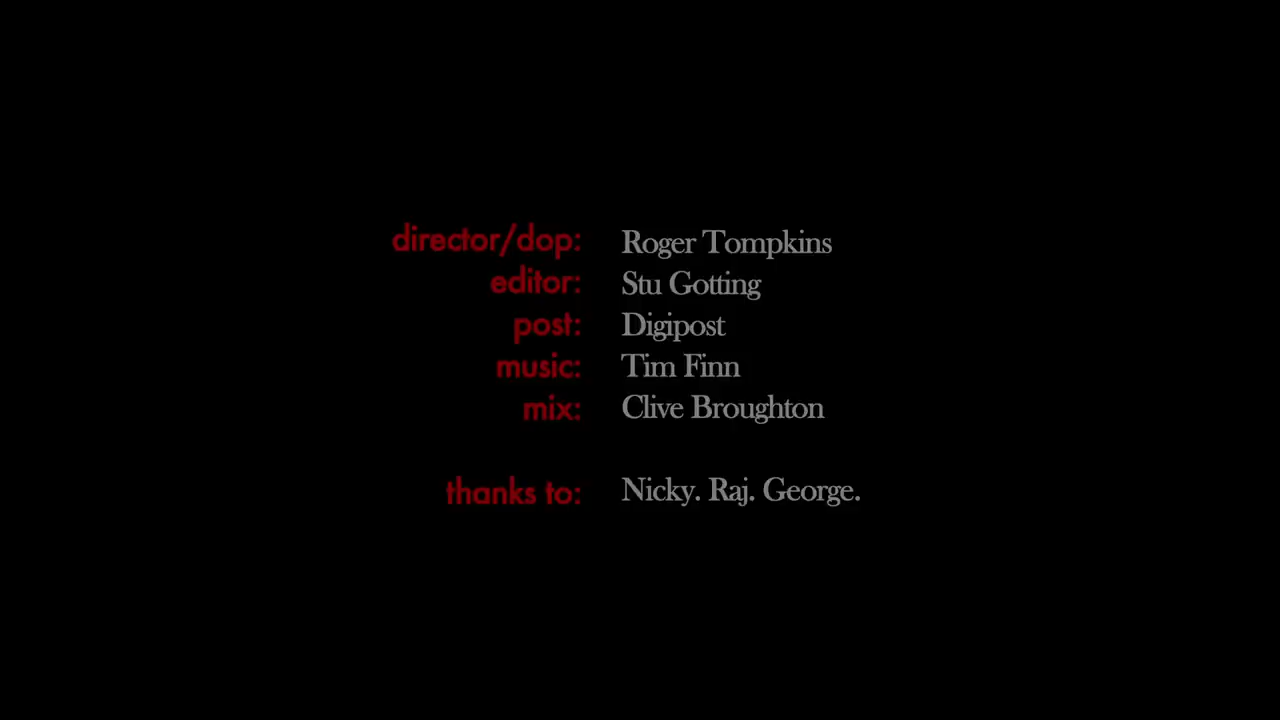 director/dop: Roger Tompkins
editor: Stu Gotting
post: Digipost
music: Tim Finn
mix: Clive Broughton
thanks to: Nicky. Raj. George.